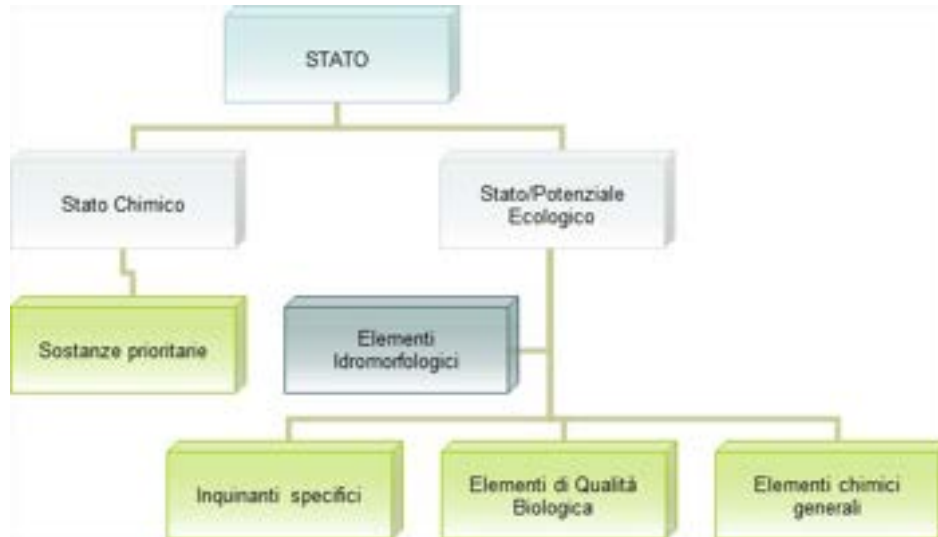 STATO
Stato Chimico
Stato/Potenziale
Ecologico
Sostanze prioritarie
Elementi
Idromorfologici
Inquinanti specifici
Elementi di Qualità
Biologica
Elementi chimici
generali